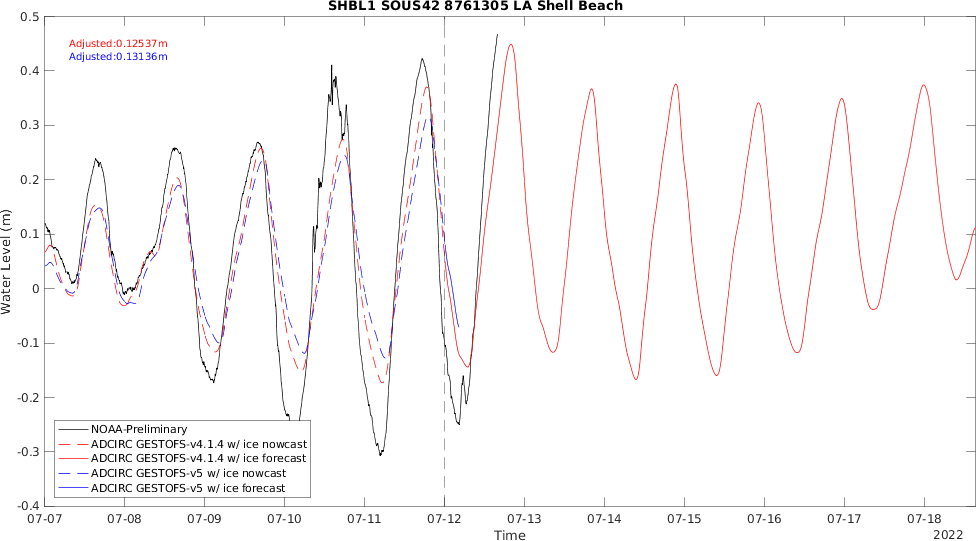 SHBL1 SOUS42 8761305 LA Shell Beach
Adjusted:0.12537m
Adjusted:0.13136m
0.5
0.4
0.3
0.2
0.1
0
-0.1
-0.2
-0.3
-0.4
Water Level (m)
NOAA-Preliminary
ADCIRC GESTOFS-v4.1.4 w/ ice nowcast
ADCIRC GESTOFS-v4.1.4 w/ ice forecast
ADCIRC GESTOFS-v5 w/ ice nowcast
ADCIRC GESTOFS-v5 w/ ice forecast
07-07 07-08 07-09 07-10 07-11 07-12 07-13 07-14 07-15 07-16 07-17 07-18
Time
2022